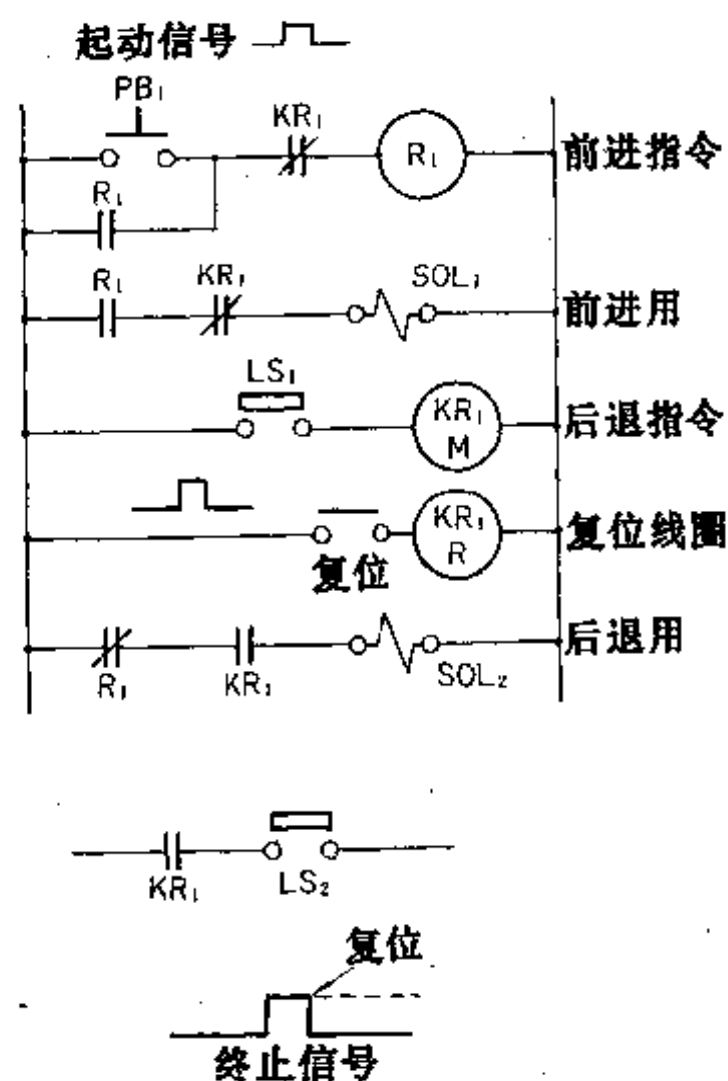 起动信号
PB₁
KR₁
R₁
前进指令
R₁
R₁
KR₁
SOL₁
前进用
LS₁
KR₁
M
后退指令
KR₁
R
复位线圈
复位
后退用
R₁
KR₁
SOL₂
KR₁
LS₂
复位
终止信号